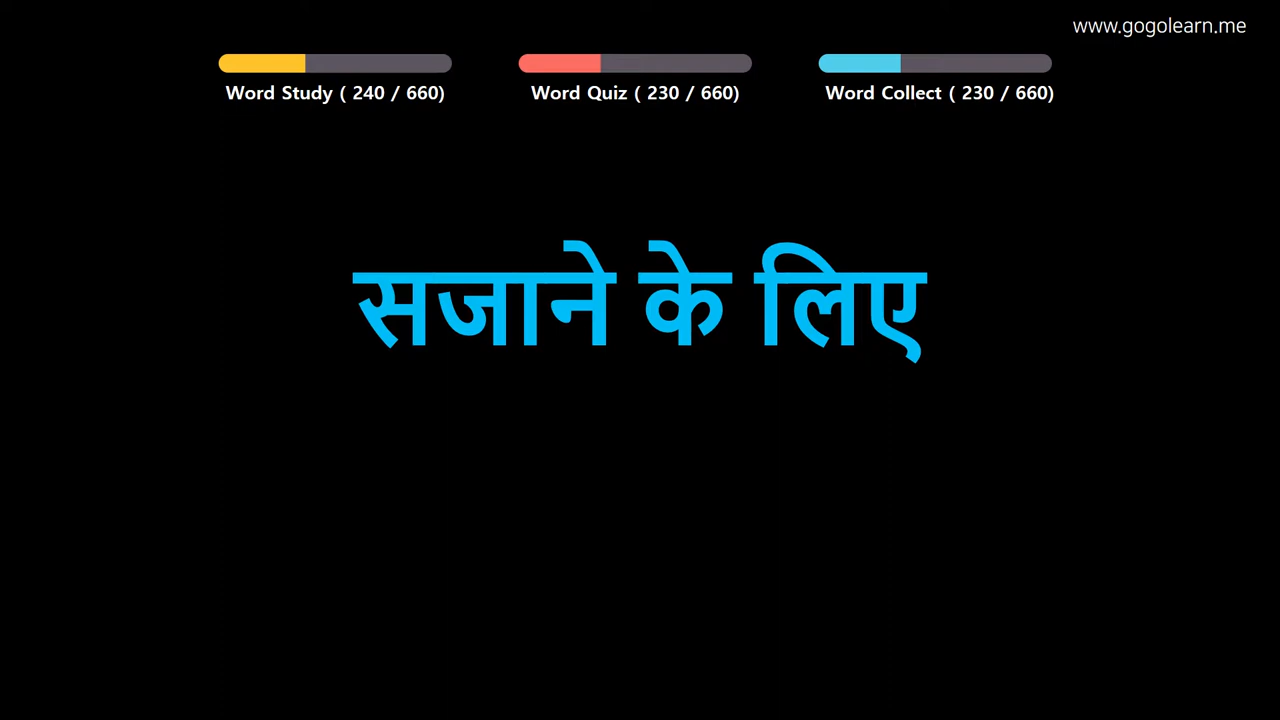 www.gogolearn.me
Word Study ( 240 / 660) Word Quiz ( 230 / 660) Word Collect ( 230 / 660)
सजाने के लिए